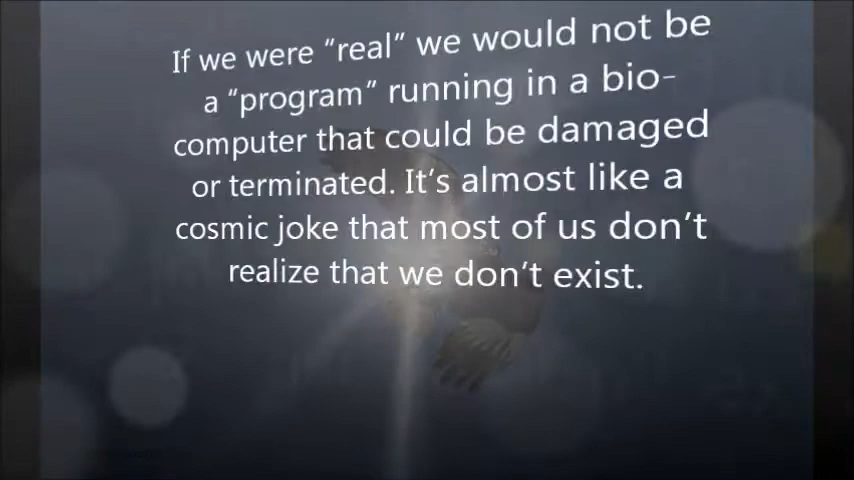 If we were “real” we would not be
a “program” running in a bio-
computer that could be damaged
or terminated. It’s almost like a
cosmic joke that most of us don’t
realize that we don’t exist.